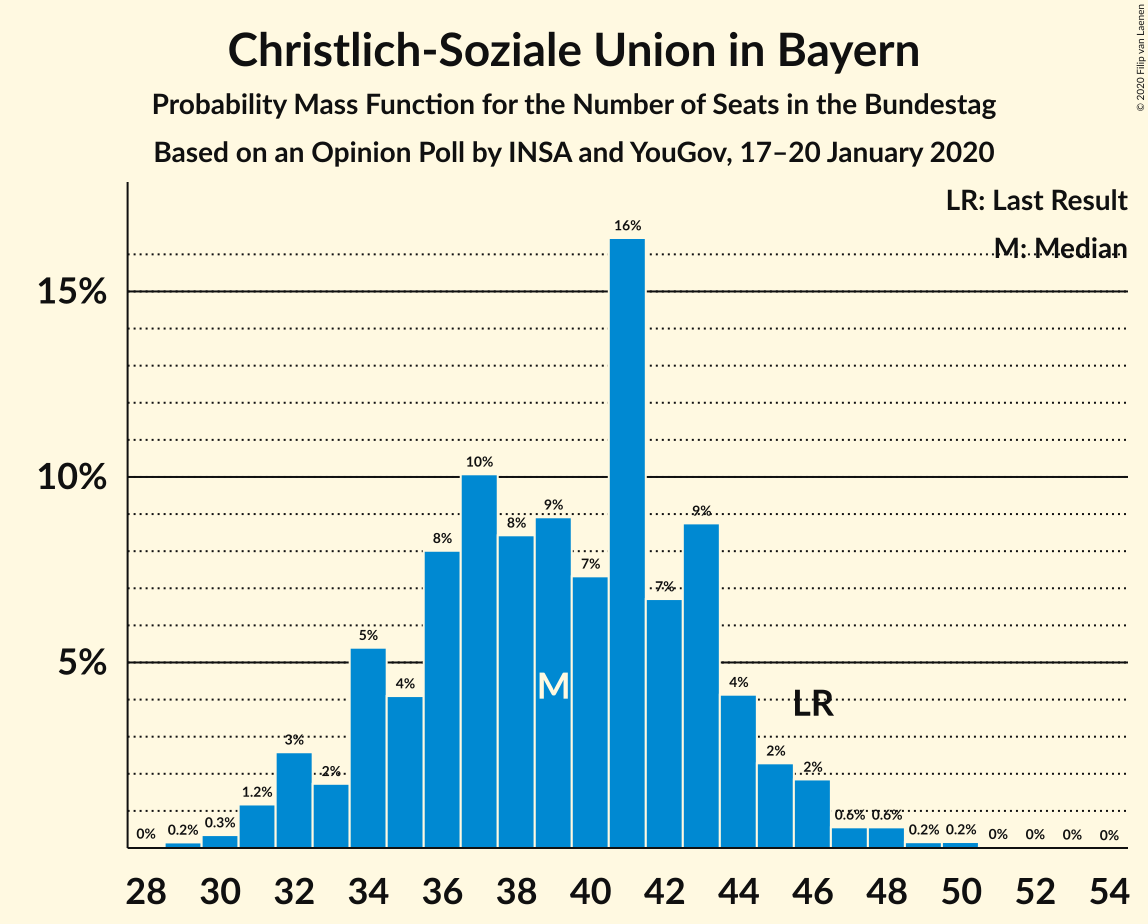 Christlich-Soziale Union in Bayern
Probability Mass Function for the Number of Seats in the Bundestag
Based on an Opinion Poll by INSA and YouGov, 17–20 January 2020
© 2020 Filip van Laenen
LR: Last Result
M: Median
15%
10%
5%
0% 0.2% 0.3% 1.2% 3% 2% 5% 4% 8% 10% 8% 9% 7% 16% 7% 9% 4% 2% 2% 0.6% 0.6% 0.2% 0.2% 0% 0% 0% 0%
M
LR
28 30 32 34 36 38 40 42 44 46 48 50 52 54